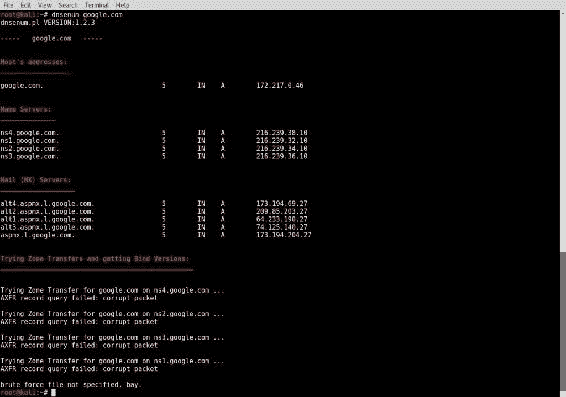 File Edit View Search Terminal Help
root@kali:~# dnsenum google.com
dnsenum.pl VERSION:1.2.3
----- google.com -----
Host's addresses:
google.com. 5 IN A 172.217.0.46
Name Servers:
ns4.google.com. 5 IN A 216.239.38.10
ns1.google.com. 5 IN A 216.239.32.10
ns2.google.com. 5 IN A 216.239.34.10
ns3.google.com. 5 IN A 216.239.36.10
Mail (MX) Servers:
alt4.aspmx.l.google.com. 5 IN A 173.194.69.27
alt2.aspmx.l.google.com. 5 IN A 209.85.203.27
alt1.aspmx.l.google.com. 5 IN A 64.233.190.27
alt3.aspmx.l.google.com. 5 IN A 74.125.140.27
aspmx.l.google.com. 5 IN A 173.194.204.27
Trying Zone Transfers and getting Bind Versions:
Trying Zone Transfer for google.com on ns4.google.com ...
AXFR record query failed: corrupt packet
Trying Zone Transfer for google.com on ns2.google.com ...
AXFR record query failed: corrupt packet
Trying Zone Transfer for google.com on ns3.google.com ...
AXFR record query failed: corrupt packet
Trying Zone Transfer for google.com on ns1.google.com ...
AXFR record query failed: corrupt packet
brute force file not specified, bay.
root@kali:~#